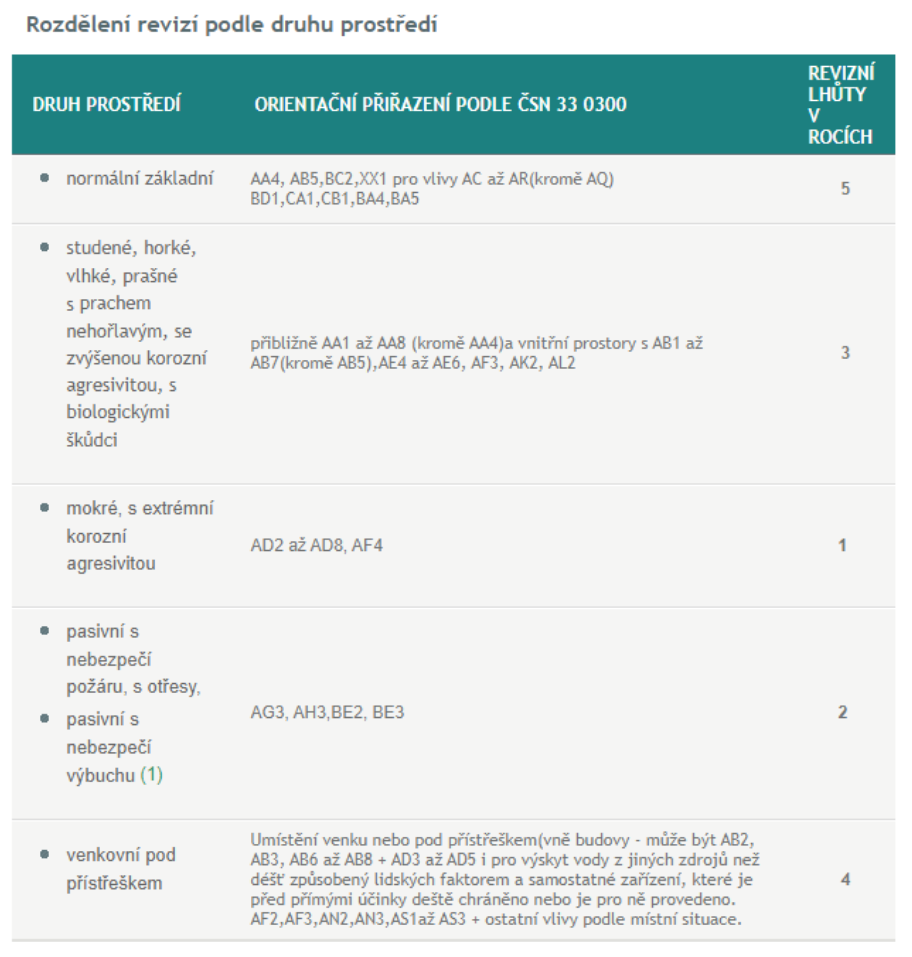 Rozdělení revizí podle druhu prostředí
DRUH PROSTŘEDÍ
ORIENTAČNÍ PŘIŘAZENÍ PODLE ČSN 33 0300
REVIZNÍ
LHŮTY
V
ROCÍCH
normální základní
AA4, AB5,BC2,XX1 pro vlivy AC až AR(kromě AQ)
BD1,CA1,CB1,BA4,BA5
5
studené, horké,
vlhké, prašné
s prachem
nehořlavým, se
zvýšenou korozní
agresivitou, s
biologickými
škůdci
přibližně AA1 až AA8 (kromě AA4)a vnitřní prostory s AB1 až
AB7(kromě AB5),AE4 až AE6, AF3, AK2, AL2
3
mokré, s extrémní
korozní
agresivitou
AD2 až AD8, AF4
1
pasivní s
nebezpečí
požáru, s otřesy,
pasivní s
nebezpečí
výbuchu (1)
AG3, AH3,BE2, BE3
2
venkovní pod
přístřeškem
Umístění venku nebo pod přístřeškem(vně budovy - může být AB2,
AB3, AB6 až AB8 + AD3 až AD5 i pro výskyt vody z jiných zdrojů než
déšť způsobený lidských faktorem a samostatné zařízení, které je
před přímými účinky deště chráněno nebo je pro ně provedeno.
AF2,AF3,AN2,AN3,AS1až AS3 + ostatní vlivy podle místní situace.
4